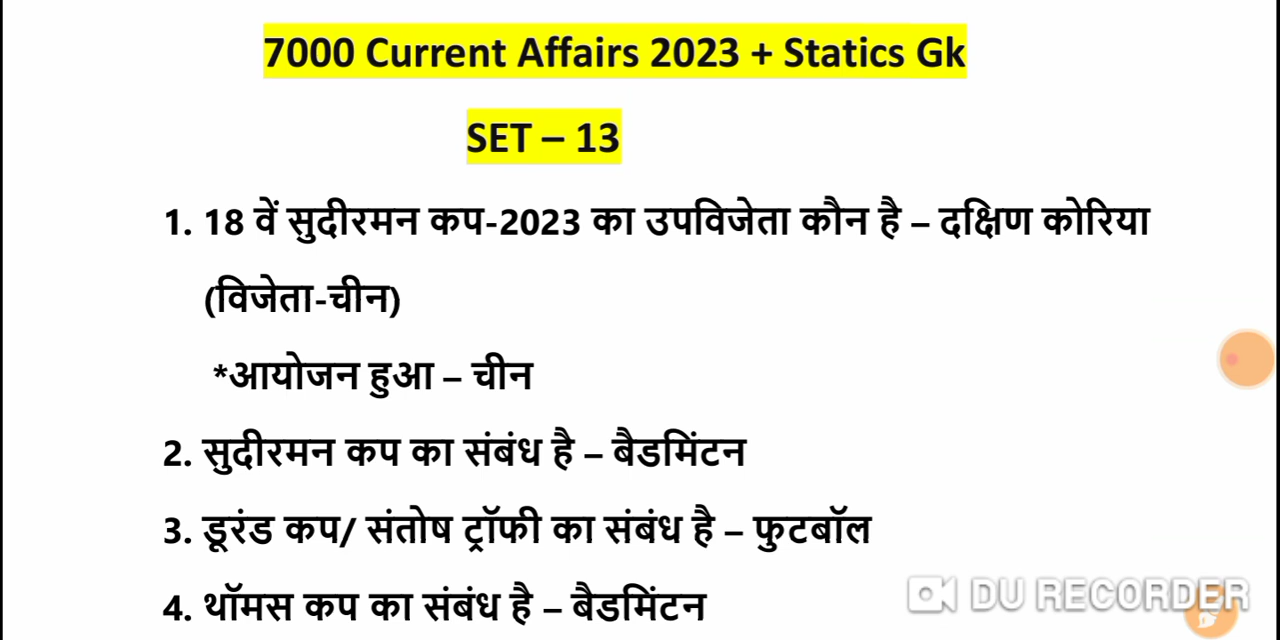 7000 Current Affairs 2023 + Statics Gk
SET – 13
1. 18 वें सुदीरमन कप-2023 का उपविजेता कौन है – दक्षिण कोरिया
(विजेता-चीन)
*आयोजन हुआ – चीन
2. सुदीरमन कप का संबंध है – बैडमिंटन
3. डूरंड कप/ संतोष ट्रॉफी का संबंध है – फुटबॉल
4. थॉमस कप का संबंध है – बैडमिंटन
DU RECORDER